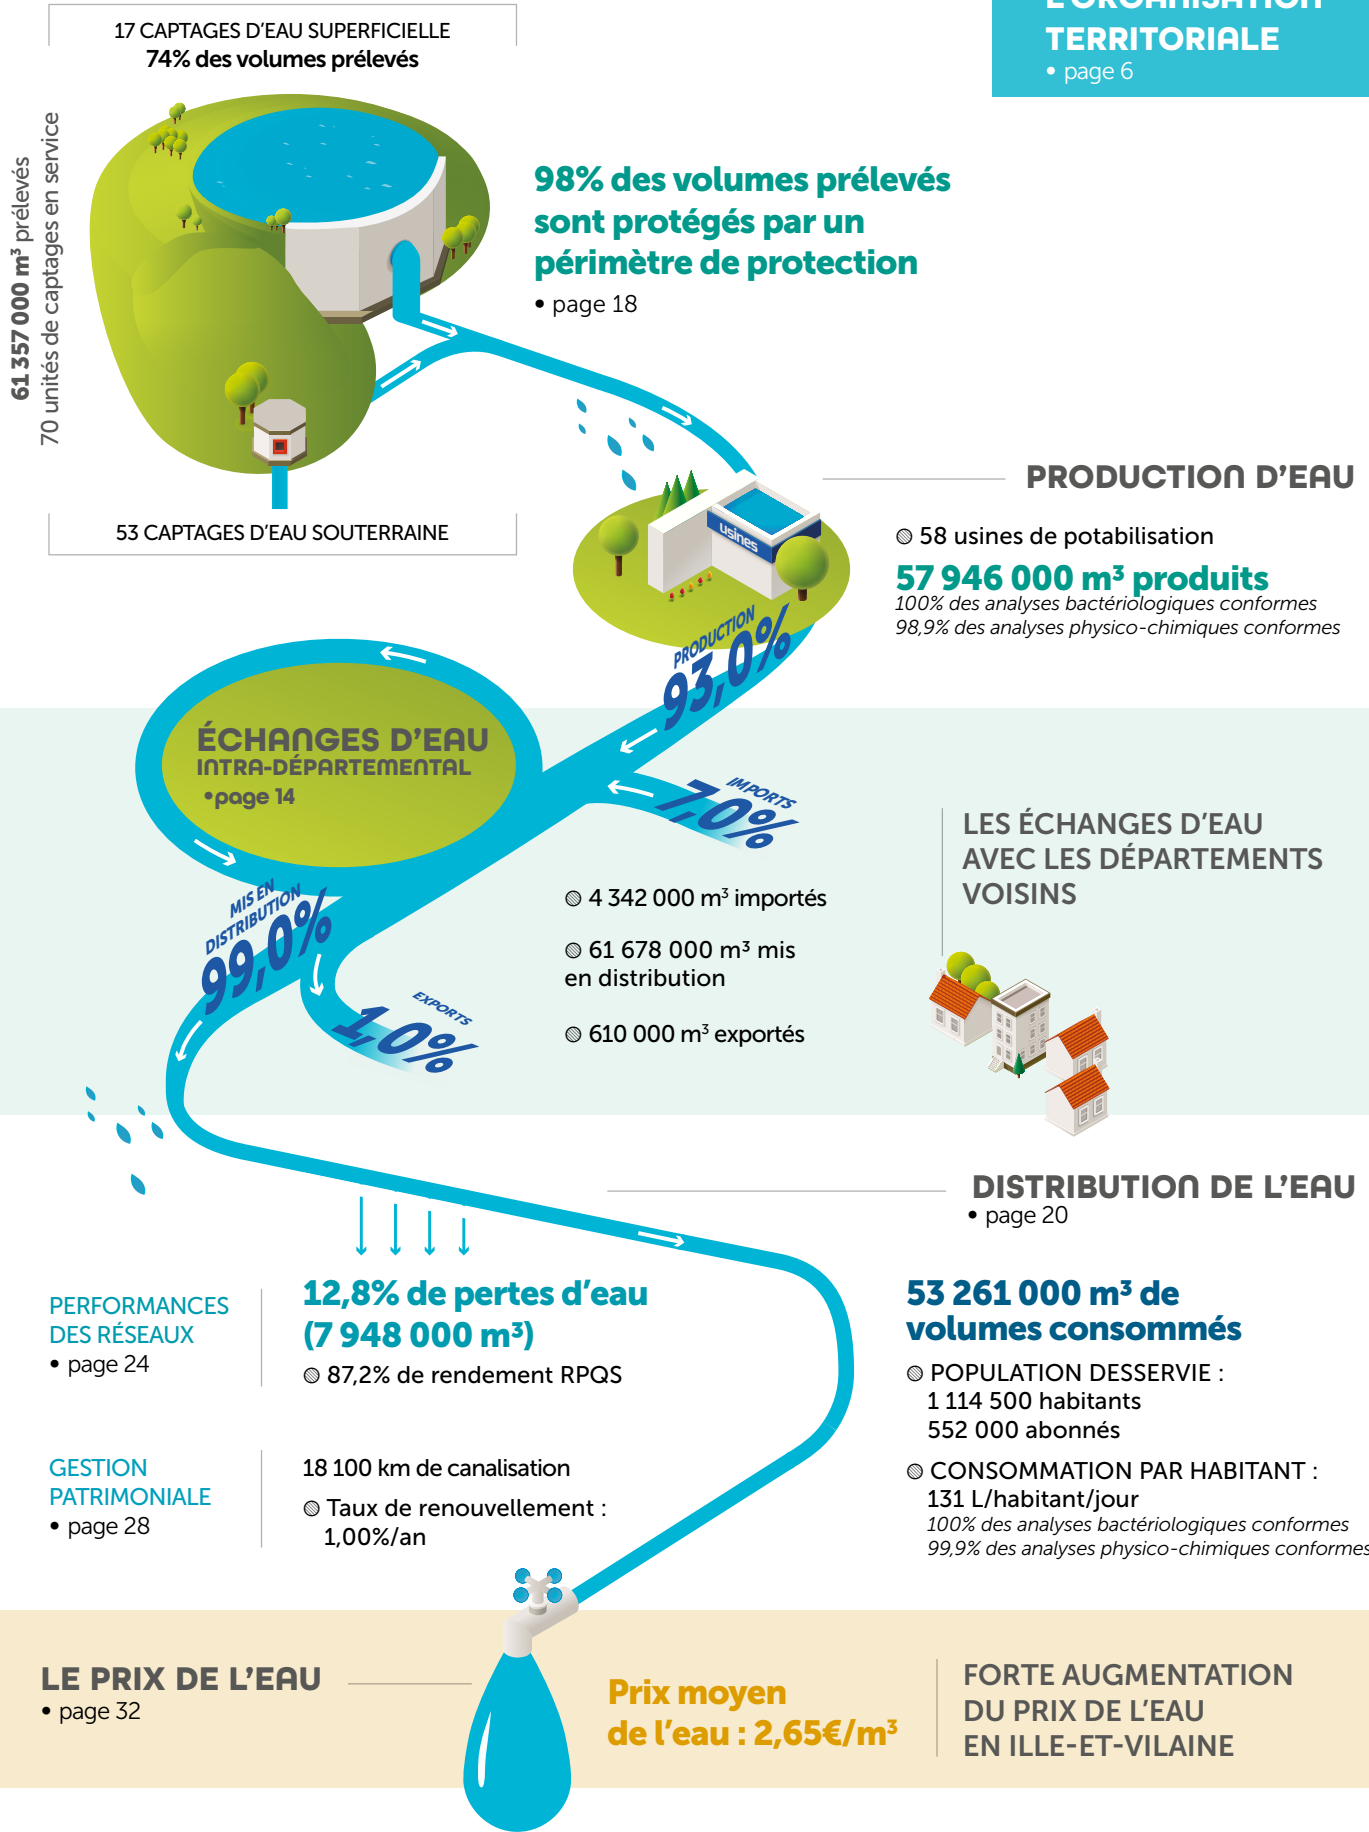 L'ORGANISATION
TERRITORIALE
• page 6
17 CAPTAGES D'EAU SUPERFICIELLE
74% des volumes prélevés
61 357 000 m³ prélevés
70 unités de captages en service
98% des volumes prélevés
sont protégés par un
périmètre de protection
• page 18
53 CAPTAGES D'EAU SOUTERRAINE
usines
PRODUCTION D'EAU
58 usines de potabilisation
57 946 000 m³ produits
100% des analyses bactériologiques conformes
98,9% des analyses physico-chimiques conformes
PRODUCTION
93,0%
ÉCHANGES D'EAU
INTRA-DÉPARTEMENTAL
•page 14
IMPORTS
7,0%
LES ÉCHANGES D'EAU
AVEC LES DÉPARTEMENTS
VOISINS
MIS EN
DISTRIBUTION
99,0%
4 342 000 m³ importés
61 678 000 m³ mis
en distribution
610 000 m³ exportés
EXPORTS
1,0%
DISTRIBUTION DE L'EAU
• page 20
PERFORMANCES
DES RÉSEAUX
• page 24
12,8% de pertes d'eau
(7 948 000 m³)
87,2% de rendement RPQS
53 261 000 m³ de
volumes consommés
POPULATION DESSERVIE :
1 114 500 habitants
552 000 abonnés
GESTION
PATRIMONIALE
• page 28
18 100 km de canalisation
Taux de renouvellement :
1,00%/an
CONSOMMATION PAR HABITANT :
131 L/habitant/jour
100% des analyses bactériologiques conformes
99,9% des analyses physico-chimiques conformes
LE PRIX DE L'EAU
• page 32
Prix moyen
de l'eau : 2,65€/m³
FORTE AUGMENTATION
DU PRIX DE L'EAU
EN ILLE-ET-VILAINE